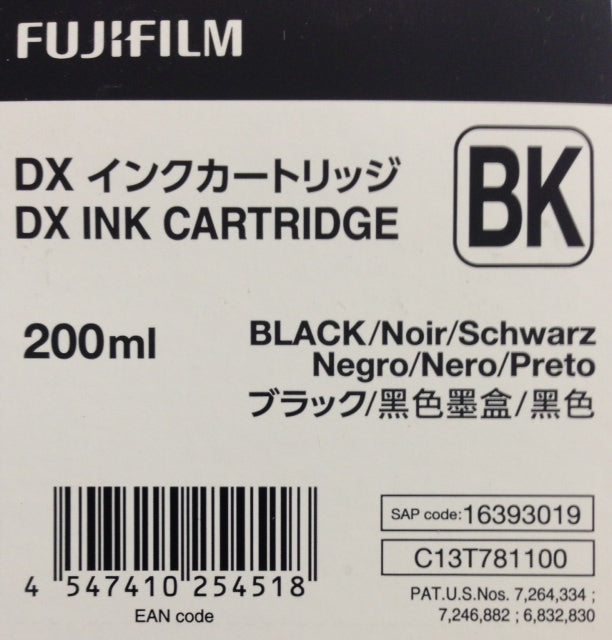 FUJIFILM
DX インクカートリッジ
DX INK CARTRIDGE
BK
200ml
BLACK/Noir/Schwarz
Negro/Nero/Preto
ブラック/黑色墨盒/黑色
4 547410 254518
EAN code
SAP code:16393019
C13T781100
PAT.U.S.Nos. 7,264,334 ;
7,246,882 ; 6,832,830